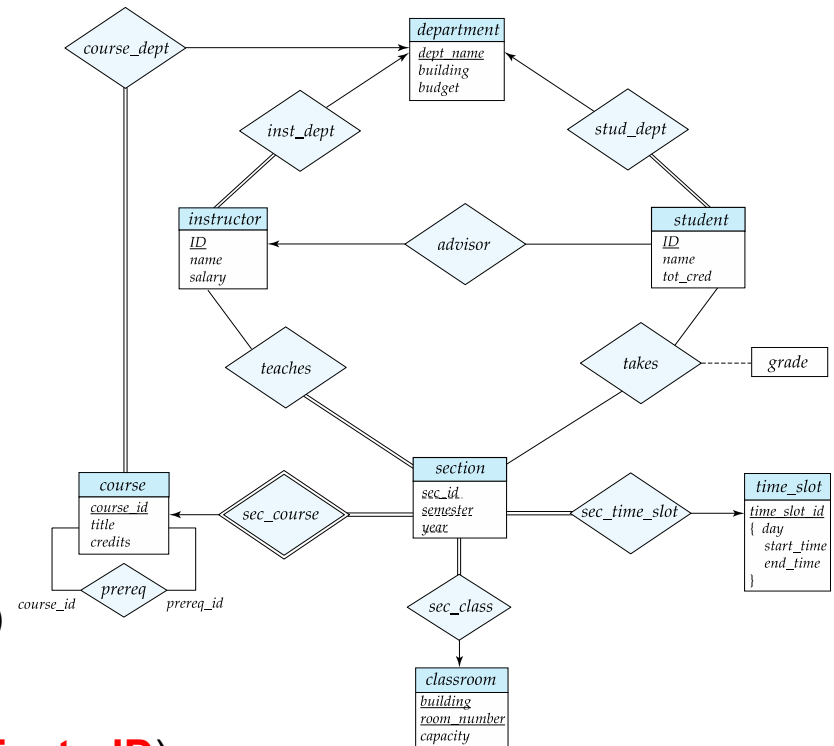 department
dept_name
building
budget
course_dept
inst_dept
stud_dept
instructor
ID
name
salary
advisor
student
ID
name
tot_cred
teaches
takes
grade
course
course_id
title
credits
sec_course
section
sec_id
semester
year
sec_time_slot
time_slot
time_slot_id
{ day
start_time
end_time
}
prereq
course_id
prereq_id
)
sec_class
classroom
building
room_number
capacity
ID)